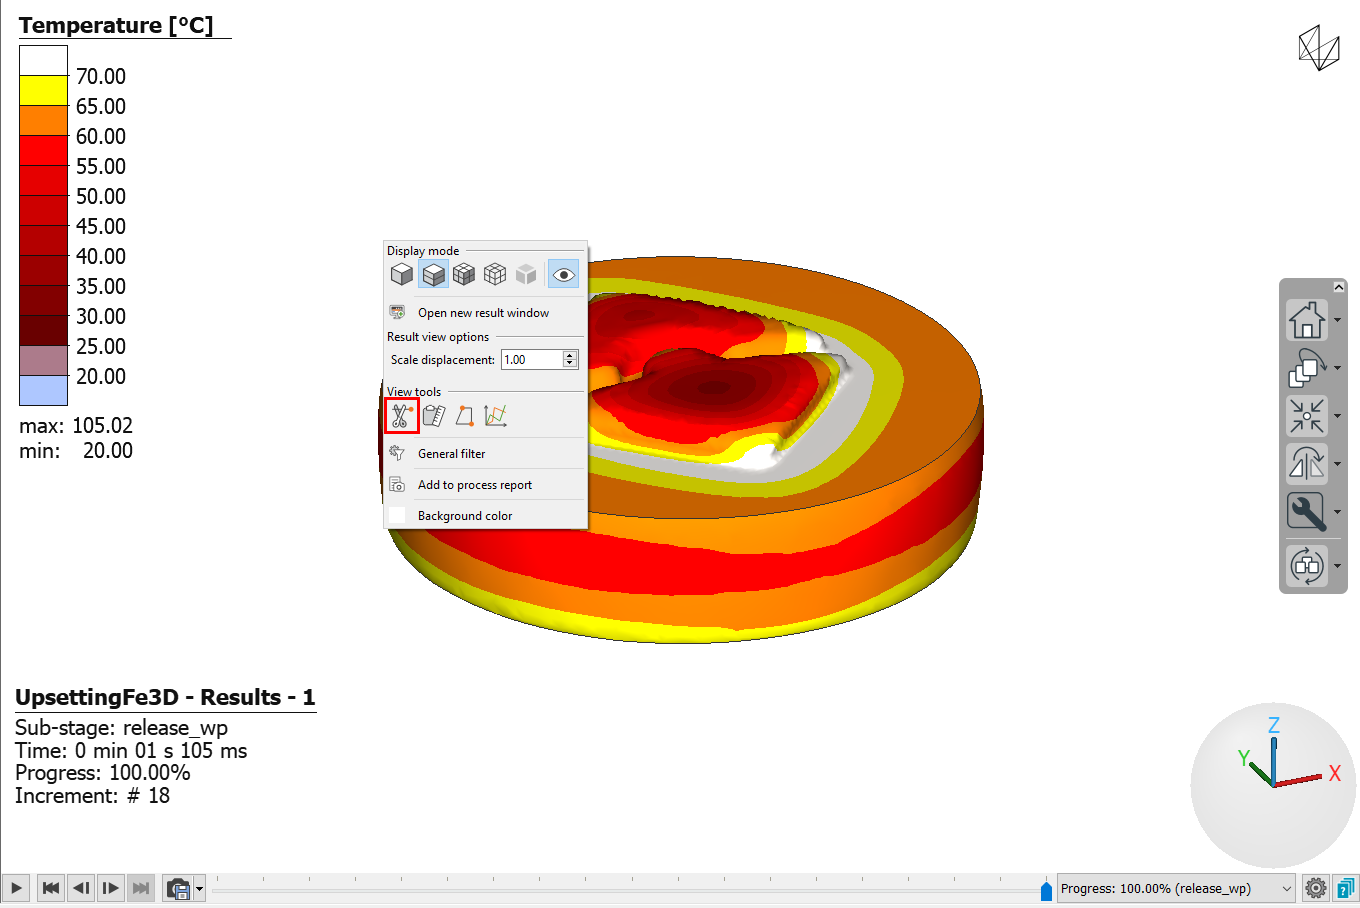 Temperature [°C]
70.00
65.00
60.00
55.00
50.00
45.00
40.00
35.00
30.00
25.00
20.00
max: 105.02
min: 20.00
Display mode
Open new result window
Result view options
Scale displacement: 1.00
View tools
General filter
Add to process report
Background color
UpsettingFe3D - Results - 1
Sub-stage: release_wp
Time: 0 min 01 s 105 ms
Progress: 100.00%
Increment: # 18
Z
Y
X
Progress: 100.00% (release_wp)
?